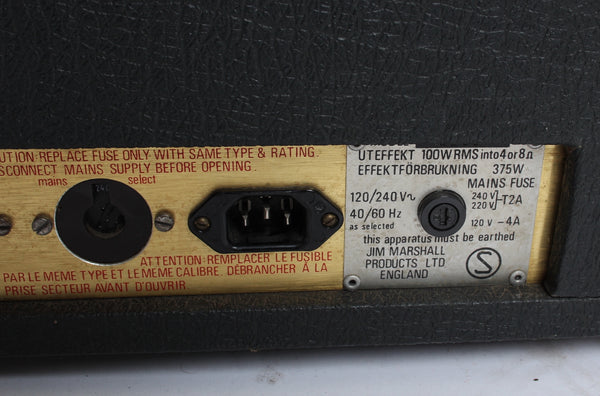 UTION: REPLACE FUSE ONLY WITH SAME TYPE & RATING.
SCONNECT MAINS SUPPLY BEFORE OPENING.
mains select
240
ATTENTION: REMPLACER LE FUSIBLE
PAR LE MEME TYPE ET LE MEME CALIBRE. DEBRANCHER À LA
PRISE SECTEUR AVANT D'OUVRIR.
UTEFFEKT 100W RMS into 4 or 8Ω
EFFEKTFÖRBRUKNING 375W
MAINS FUSE
120/240V~
40/60 Hz
as selected
240 V
220 V
T2A
120 V -4A
this apparatus must be earthed
JIM MARSHALL
PRODUCTS LTD
ENGLAND
S